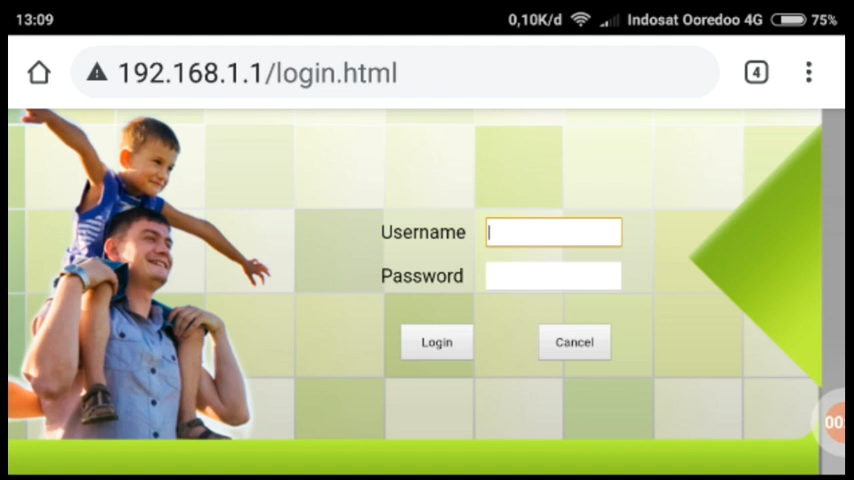 13:09
0,10K/d
Indosat Ooredoo 4G
75%
192.168.1.1/login.html
4
Username
Password
Login
Cancel
00